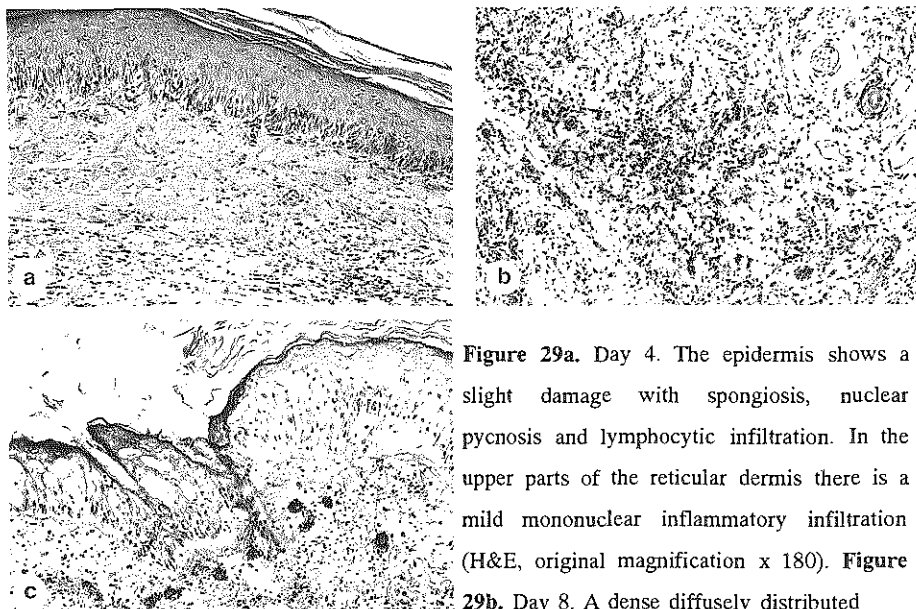 a
b
c
Figure 29a. Day 4. The epidermis shows a
slight damage with spongiosis, nuclear
pycnosis and lymphocytic infiltration. In the
upper parts of the reticular dermis there is a
mild mononuclear inflammatory infiltration
(H&E, original magnification x 180). Figure
29b. Day 8. A dense diffusely distributed